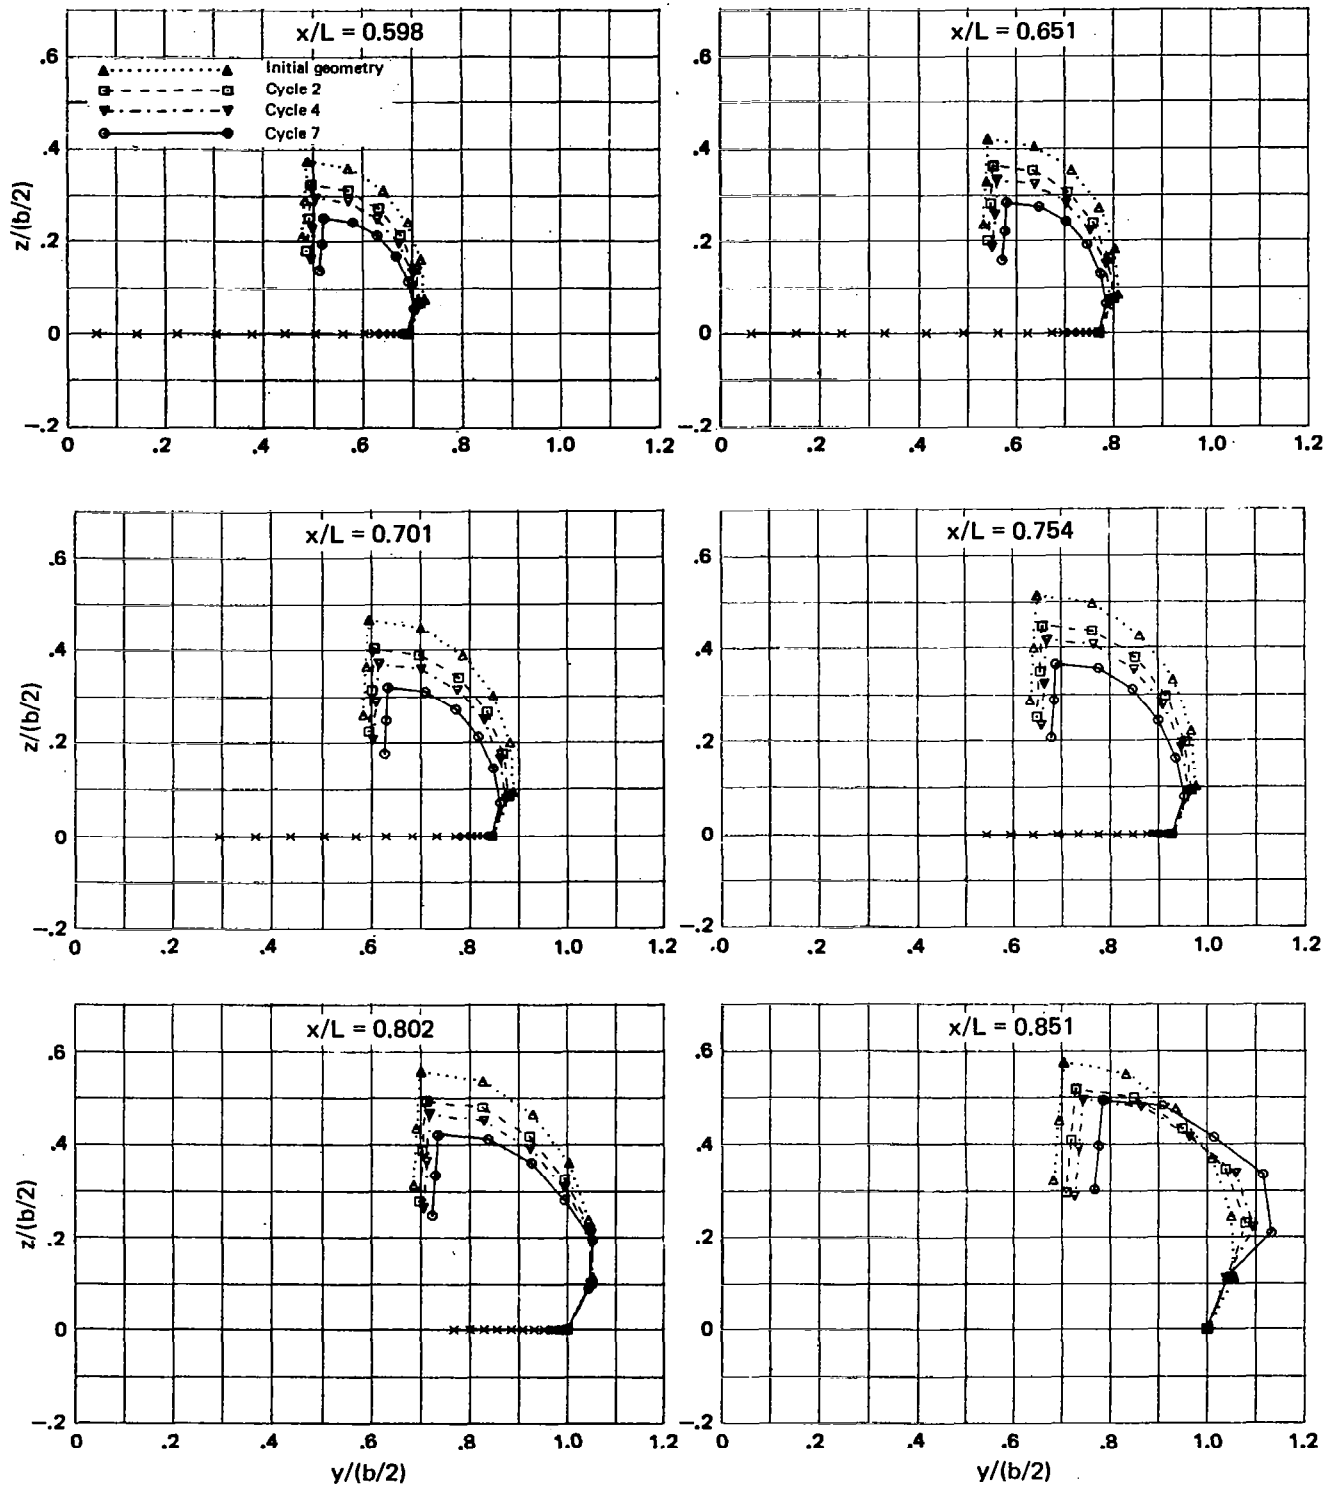 x/L = 0.598
.6
Initial geometry
Cycle 2
Cycle 4
Cycle 7
.4
z/(b/2)
.2
0
-.2
0 .2 .4 .6 .8 1.0 1.2
x/L = 0.651
.6
.4
.2
0
-.2
0 .2 .4 .6 .8 1.0 1.2
x/L = 0.701
.6
.4
z/(b/2)
.2
0
-.2
0 .2 .4 .6 .8 1.0 1.2
x/L = 0.754
.6
.4
.2
0
-.2
.0 .2 .4 .6 .8 1.0 1.2
x/L = 0.802
.6
.4
z/(b/2)
.2
0
-.2
0 .2 .4 .6 .8 1.0 1.2
y/(b/2)
x/L = 0.851
.6
.4
.2
0
-.2
0 .2 .4 .6 .8 1.0 1.2
y/(b/2)